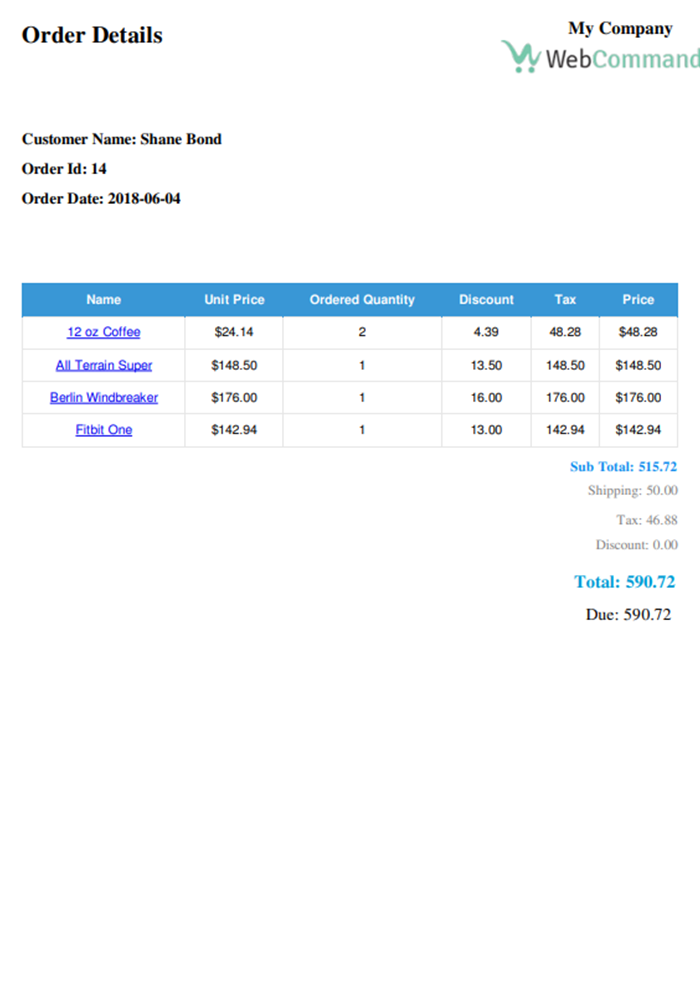 Order Details
My Company
WebCommand
Customer Name: Shane Bond
Order Id: 14
Order Date: 2018-06-04
Name Unit Price Ordered Quantity Discount Tax Price
12 oz Coffee $24.14 2 4.39 48.28 $48.28
All Terrain Super $148.50 1 13.50 148.50 $148.50
Berlin Windbreaker $176.00 1 16.00 176.00 $176.00
Fitbit One $142.94 1 13.00 142.94 $142.94
Sub Total: 515.72
Shipping: 50.00
Tax: 46.88
Discount: 0.00
Total: 590.72
Due: 590.72